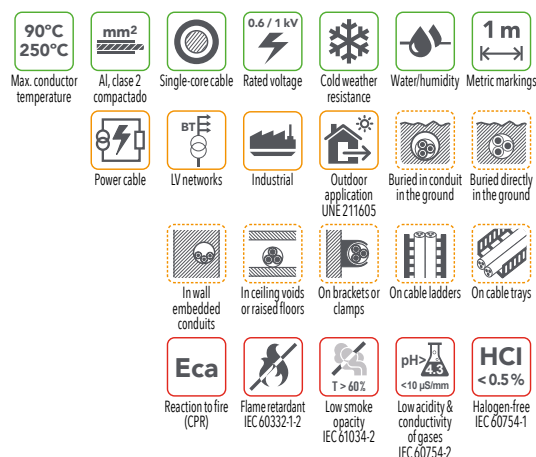 90ºC
250ºC
mm²
0.6 / 1 kV
1 m
Max. conductor
temperature
Al, clase 2
compactado
Single-core cable
Rated voltage
Cold weather
resistance
Water/humidity
Metric markings
BT
Power cable
LV networks
Industrial
Outdoor
application
UNE 211605
Buried in conduit
in the ground
Buried directly
in the ground
In wall
embedded
conduits
In ceiling voids
or raised floors
On brackets or
clamps
On cable ladders
On cable trays
Eca
T > 60%
pH>
4.3
<10 µS/mm
HCl
< 0.5 %
Reaction to fire
(CPR)
Flame retardant
IEC 60332-1-2
Low smoke
opacity
IEC 61034-2
Low acidity &
conductivity
of gases
IEC 60754-2
Halogen-free
IEC 60754-1